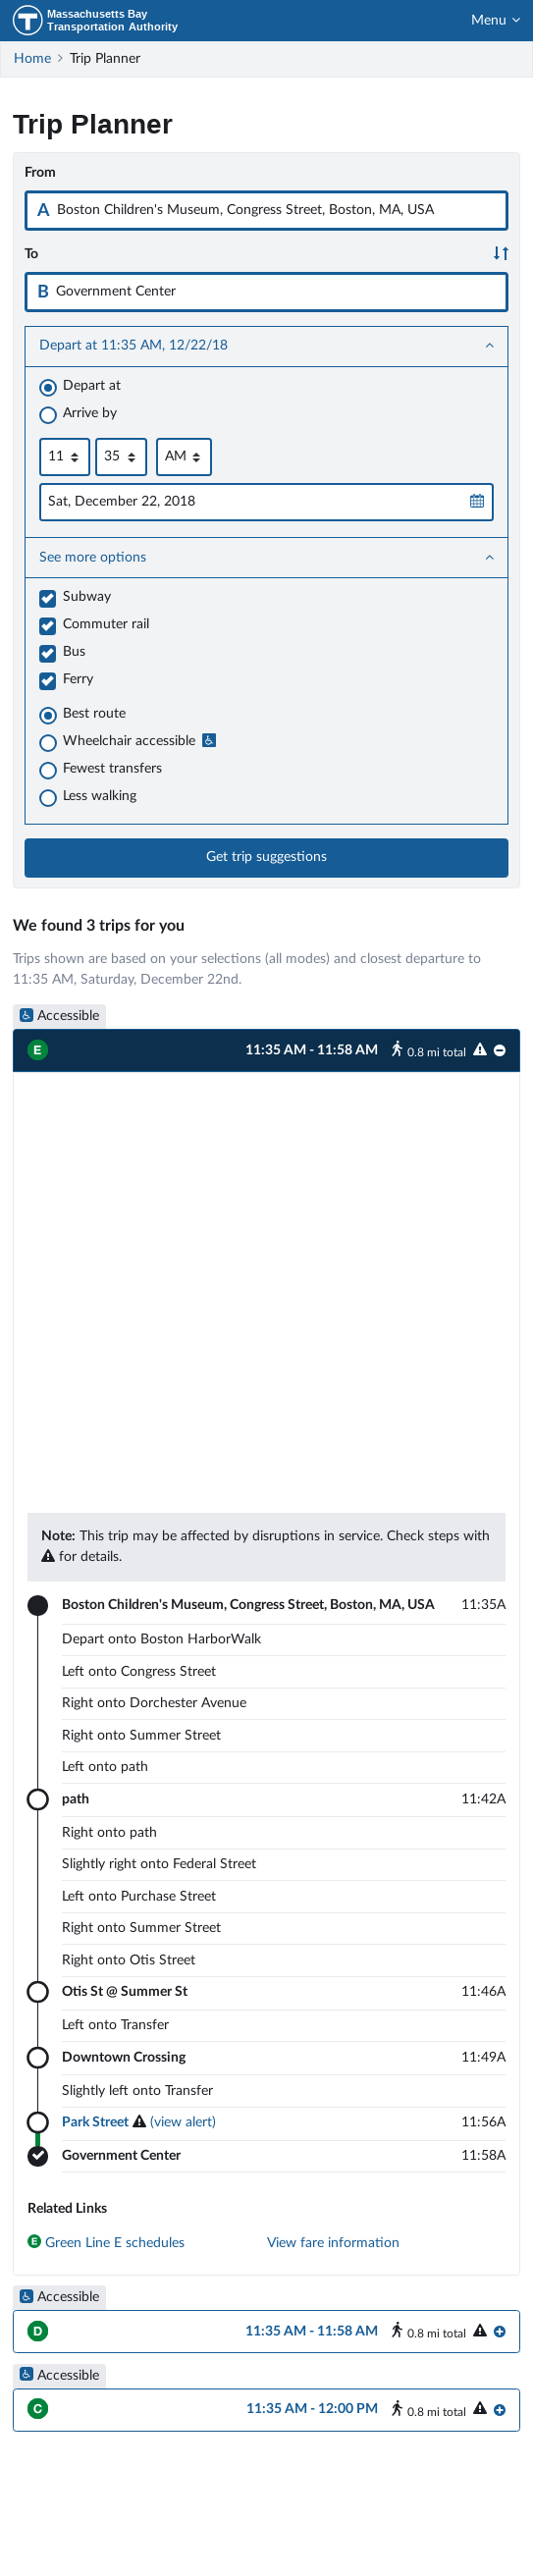 Massachusetts Bay
Transportation Authority
Menu
Home > Trip Planner
Trip Planner
From
A Boston Children's Museum, Congress Street, Boston, MA, USA
To
B Government Center
Depart at 11:35 AM, 12/22/18
Depart at
Arrive by
11 35 AM
Sat, December 22, 2018
See more options
Subway
Commuter rail
Bus
Ferry
Best route
Wheelchair accessible
Fewest transfers
Less walking
Get trip suggestions
We found 3 trips for you
Trips shown are based on your selections (all modes) and closest departure to
11:35 AM, Saturday, December 22nd.
Accessible
E 11:35 AM - 11:58 AM 0.8 mi total
Note: This trip may be affected by disruptions in service. Check steps with
for details.
Boston Children's Museum, Congress Street, Boston, MA, USA 11:35A
Depart onto Boston HarborWalk
Left onto Congress Street
Right onto Dorchester Avenue
Right onto Summer Street
Left onto path
path 11:42A
Right onto path
Slightly right onto Federal Street
Left onto Purchase Street
Right onto Summer Street
Right onto Otis Street
Otis St @ Summer St 11:46A
Left onto Transfer
Downtown Crossing 11:49A
Slightly left onto Transfer
Park Street (view alert) 11:56A
Government Center 11:58A
Related Links
E Green Line E schedules View fare information
Accessible
D 11:35 AM - 11:58 AM 0.8 mi total
Accessible
C 11:35 AM - 12:00 PM 0.8 mi total